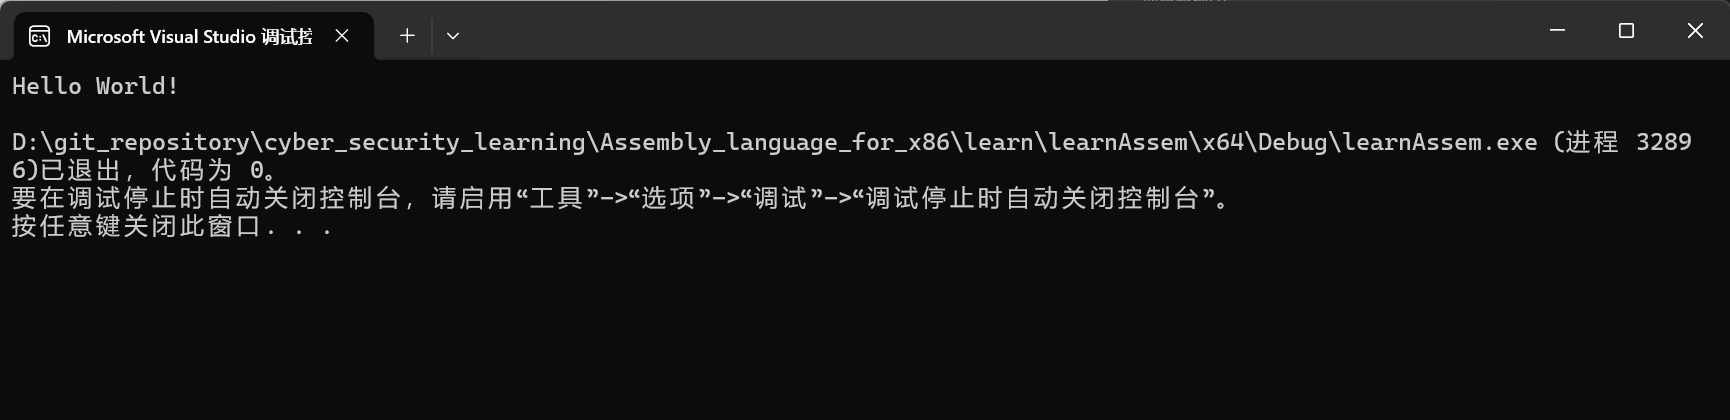 Microsoft Visual Studio 调试控
Hello World!
D:\git_repository\cyber_security_learning\Assembly_language_for_x86\learn\learnAssem\x64\Debug\learnAssem.exe (进程 3289
6)已退出，代码为 0。
要在调试停止时自动关闭控制台，请启用“工具”->“选项”->“调试”->“调试停止时自动关闭控制台”。
按任意键关闭此窗口. . .